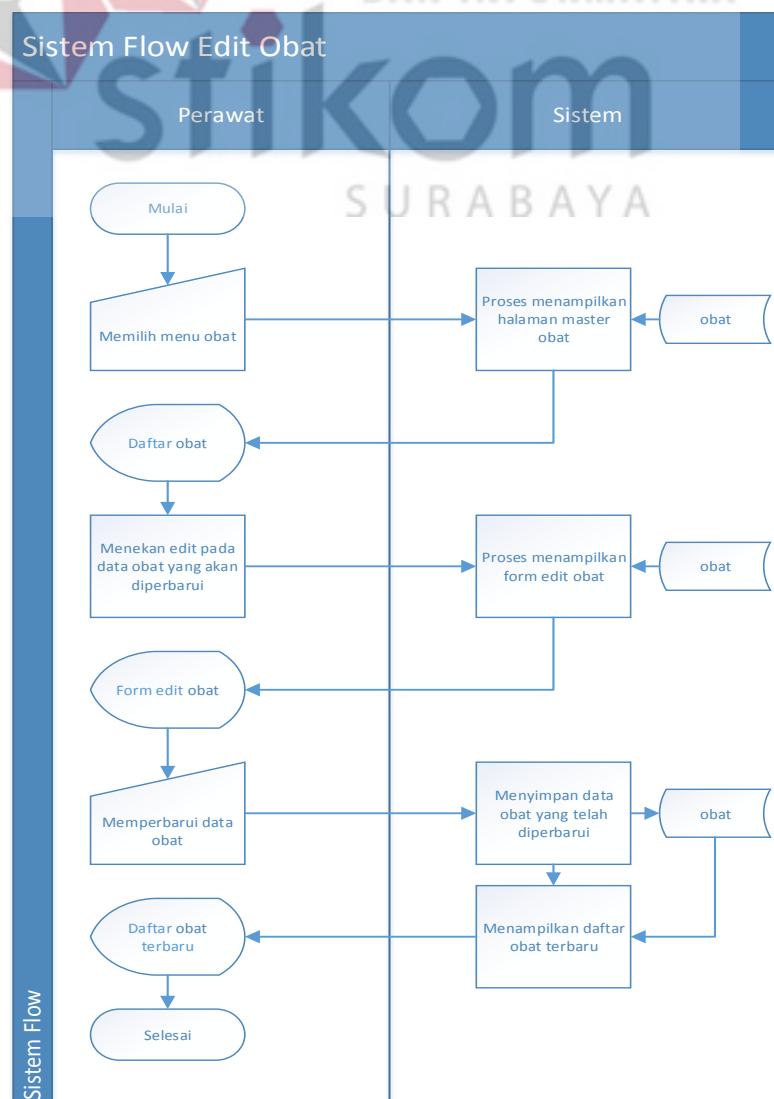 Sistem Flow Edit Obat
stikom
SURABAYA
Perawat
Sistem
Mulai
Memilih menu obat
Proses menampilkan
halaman master
obat
obat
Daftar obat
Menekan edit pada
data obat yang akan
diperbarui
Proses menampilkan
form edit obat
obat
Form edit obat
Memperbarui data
obat
Menyimpan data
obat yang telah
diperbarui
obat
Daftar obat
terbaru
Menampilkan daftar
obat terbaru
Selesai
Sistem Flow